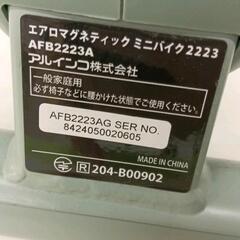 エアロマグネティック ミニバイク2223
AFB2223A
アルインコ株式会社
一般家庭用
必ず椅子などに腰かけた状態でご使用ください。
AFB2223AG SER NO.
8424050020605
R 204-B00902
MADE IN CHINA